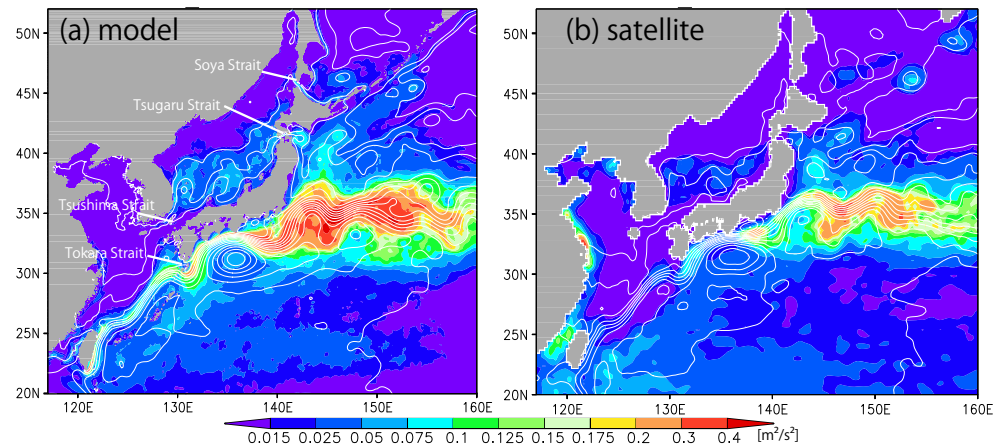 (a) model
(b) satellite
50N
45N
40N
35N
30N
25N
20N
Soya Strait
Tsugaru Strait
Tsushima Strait
Tokara Strait
120E
130E
140E
150E
160E
50N
45N
40N
35N
30N
25N
20N
120E
130E
140E
150E
160E
0.015 0.025 0.05 0.075 0.1 0.125 0.15 0.175 0.2 0.3 0.4 [m²/s²]